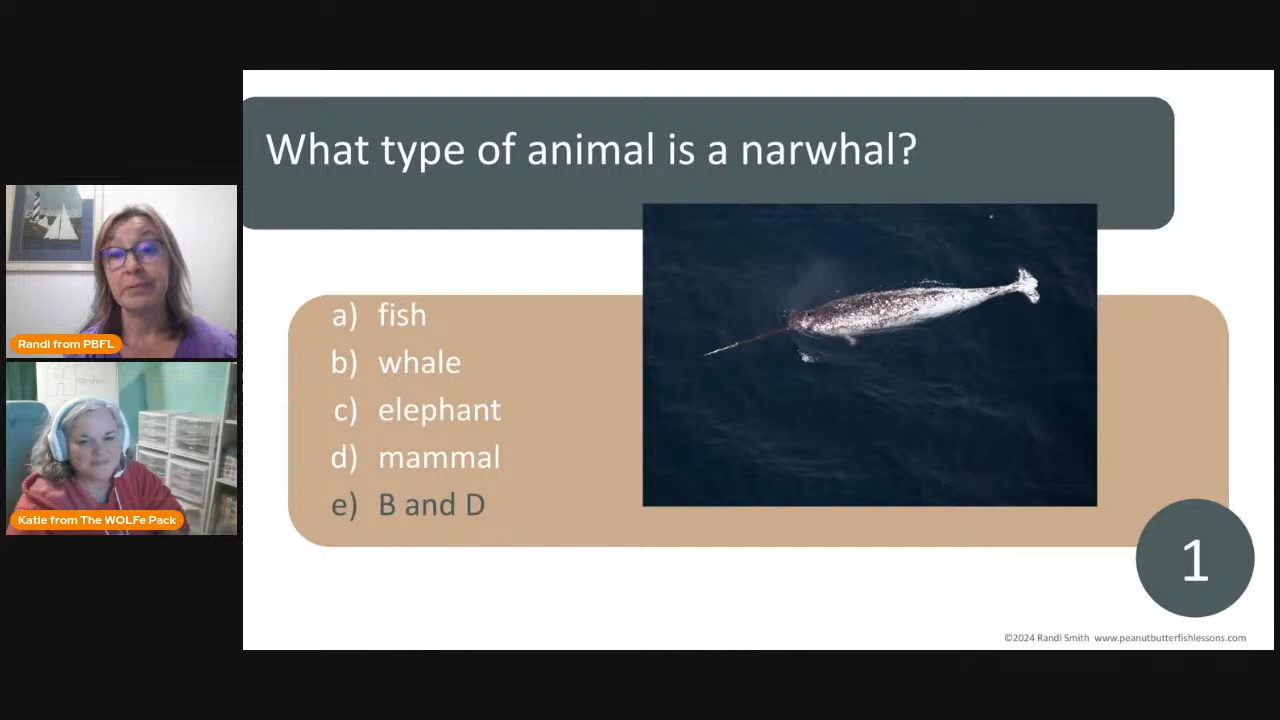 What type of animal is a narwhal?
a) fish
b) whale
c) elephant
d) mammal
e) B and D
1
©2024 Randi Smith www.peanutbutterfishlessons.com
Randi from PBFL
Katie from The WOLFe Pack